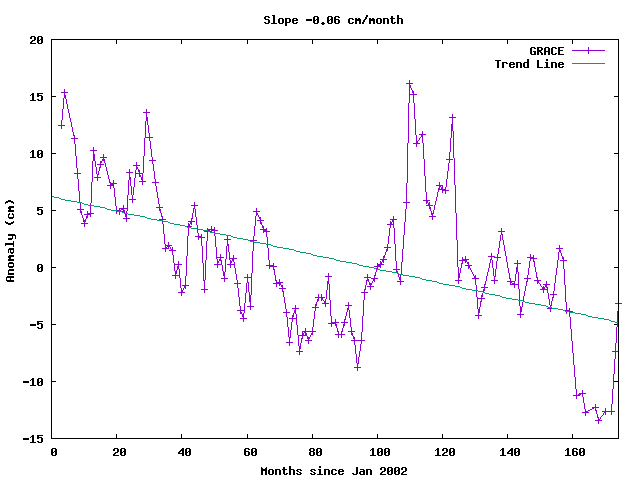 Slope -0.06 cm/month
GRACE
Trend Line
20
15
10
5
0
-5
-10
-15
Anomaly (cm)
0 20 40 60 80 100 120 140 160
Months since Jan 2002